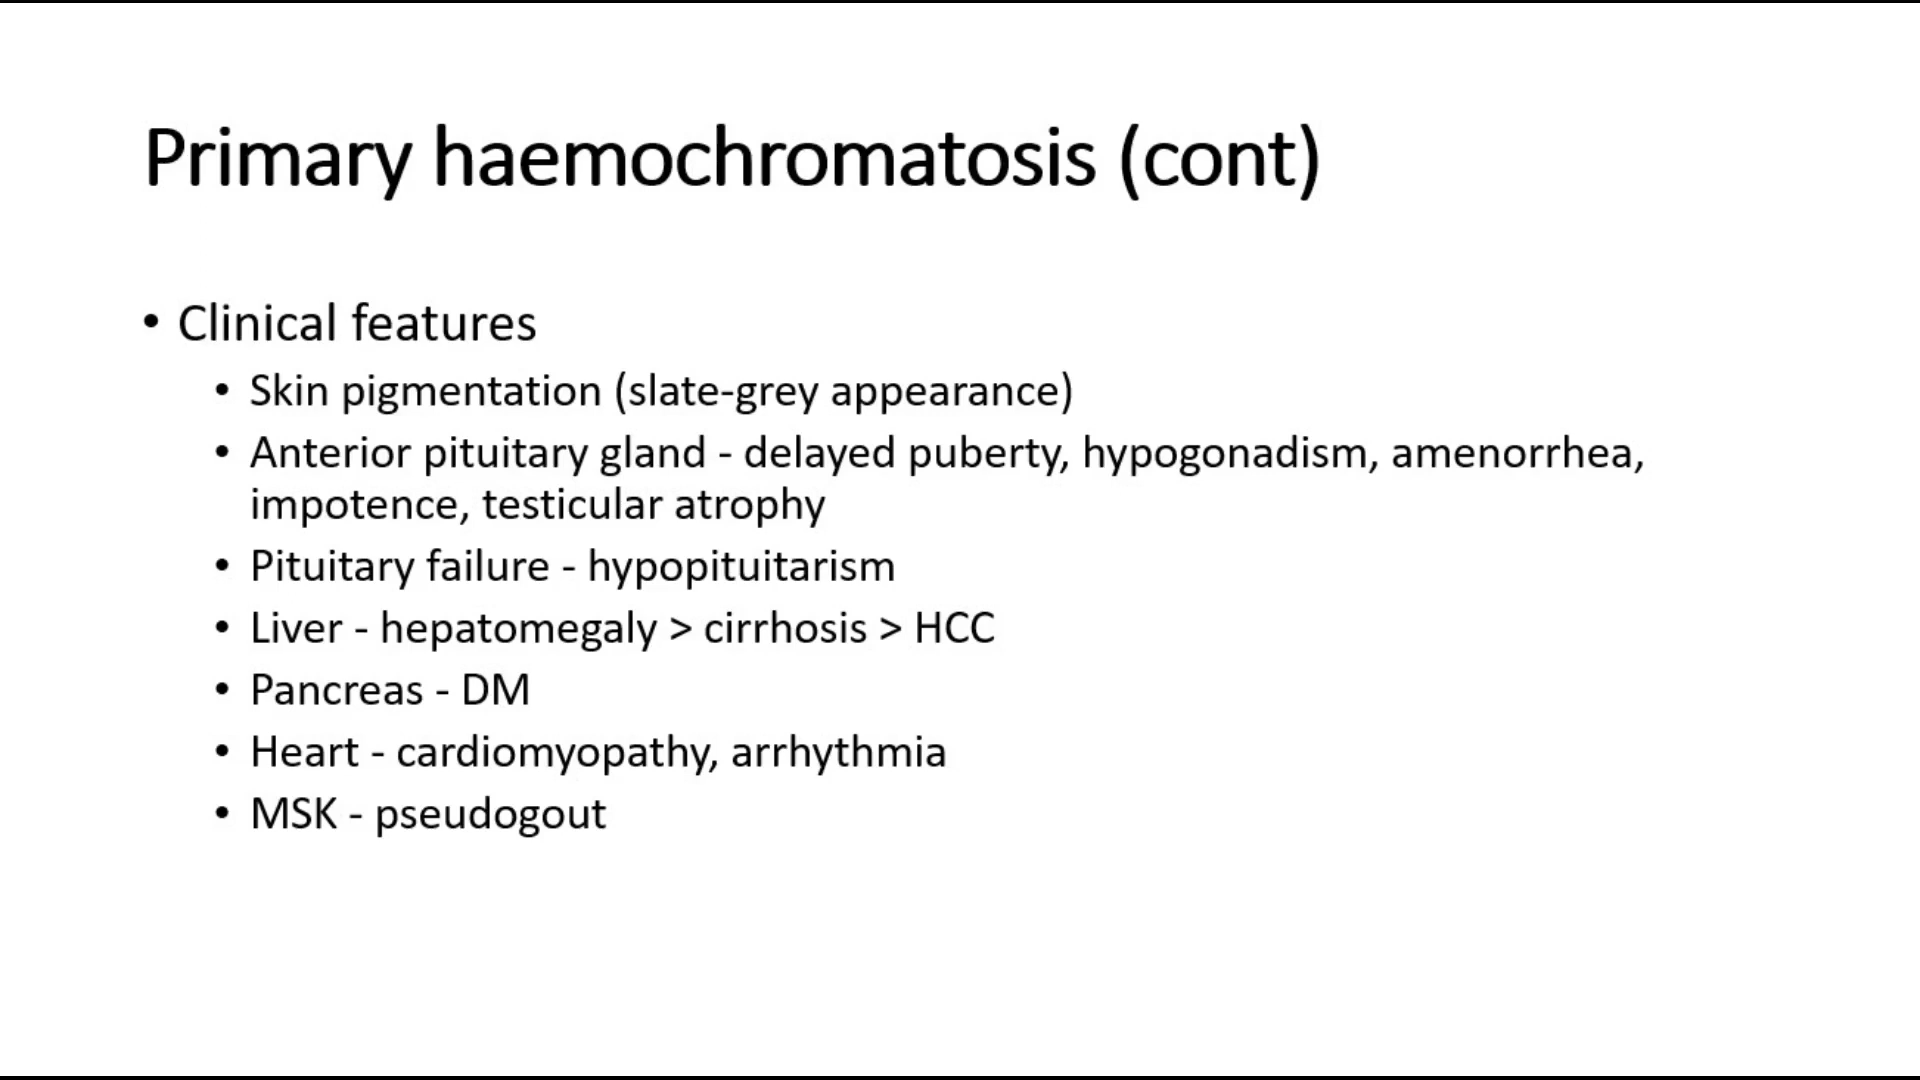 Primary haemochromatosis (cont)
• Clinical features
• Skin pigmentation (slate-grey appearance)
• Anterior pituitary gland - delayed puberty, hypogonadism, amenorrhea,
impotence, testicular atrophy
• Pituitary failure - hypopituitarism
• Liver - hepatomegaly > cirrhosis > HCC
• Pancreas - DM
• Heart - cardiomyopathy, arrhythmia
• MSK - pseudogout